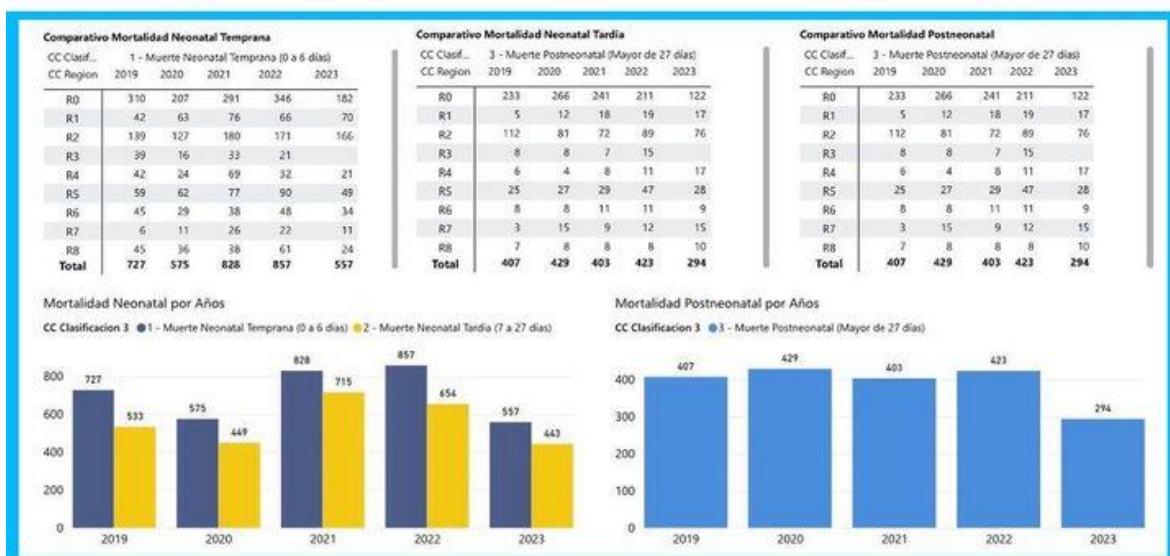 Comparativo Mortalidad Neonatal Temprana
CC Clasif... 1 - Muerte Neonatal Temprana (0 a 6 días)
CC Region 2019 2020 2021 2022 2023
R0 310 207 291 346 182
R1 42 63 76 66 70
R2 139 127 180 171 166
R3 39 16 33 21
R4 42 24 69 32 21
R5 59 62 77 90 49
R6 45 29 38 48 34
R7 6 11 26 22 11
R8 45 36 38 61 24
Total 727 575 828 857 557
Comparativo Mortalidad Neonatal Tardía
CC Clasif... 3 - Muerte Postneonatal (Mayor de 27 días)
CC Region 2019 2020 2021 2022 2023
R0 233 266 241 211 122
R1 5 12 18 19 17
R2 112 81 72 89 76
R3 8 8 7 15
R4 6 4 8 11 17
R5 25 27 29 47 28
R6 8 8 11 11 9
R7 3 15 9 12 15
R8 7 8 8 8 10
Total 407 429 403 423 294
Comparativo Mortalidad Postneonatal
CC Clasif... 3 - Muerte Postneonatal (Mayor de 27 días)
CC Region 2019 2020 2021 2022 2023
R0 233 266 241 211 122
R1 5 12 18 19 17
R2 112 81 72 89 76
R3 8 8 7 15
R4 6 4 8 11 17
R5 25 27 29 47 28
R6 8 8 11 11 9
R7 3 15 9 12 15
R8 7 8 8 8 10
Total 407 429 403 423 294
Mortalidad Neonatal por Años
CC Clasificacion 3 1 - Muerte Neonatal Temprana (0 a 6 días) 2 - Muerte Neonatal Tardía (7 a 27 días)
800
600
400
200
0
727 533
575 449
828 715
857 654
557 443
2019 2020 2021 2022 2023
Mortalidad Postneonatal por Años
CC Clasificacion 3 3 - Muerte Postneonatal (Mayor de 27 días)
400
300
200
100
0
407 429 403 423 294
2019 2020 2021 2022 2023